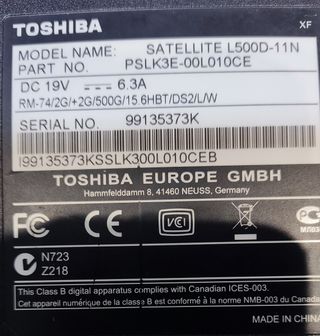 TOSHIBA
XF
MODEL NAME: SATELLITE L500D-11N
PART NO. PSLK3E-00L010CE
DC 19V 6.3A
RM-74/2G/+2G/500G/15.6HBT/DS2/L/W
SERIAL NO. 99135373K
I99135373KSSLK300L010CEB
TOSHIBA EUROPE GMBH
Hammfelddamm 8, 41460 NEUSS, Germany
FC CE VCI
N723
Z218
This Class B digital apparatus complies with Canadian ICES-003.
Cet appareil numérique de la classe B est conforme à la norme NMB-003 du Canada
MADE IN CHINA